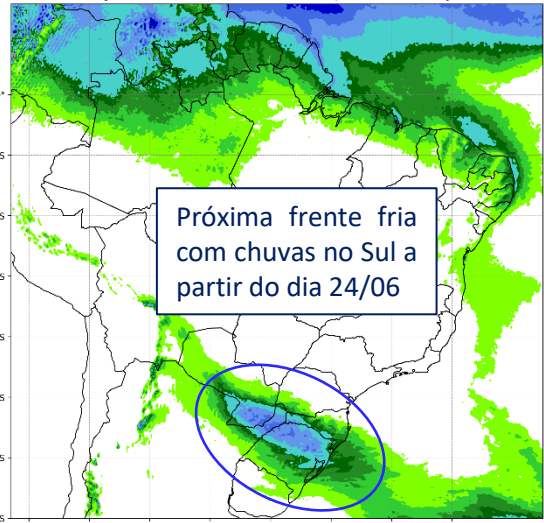 Próxima frente fria
com chuvas no Sul a
partir do dia 24/06